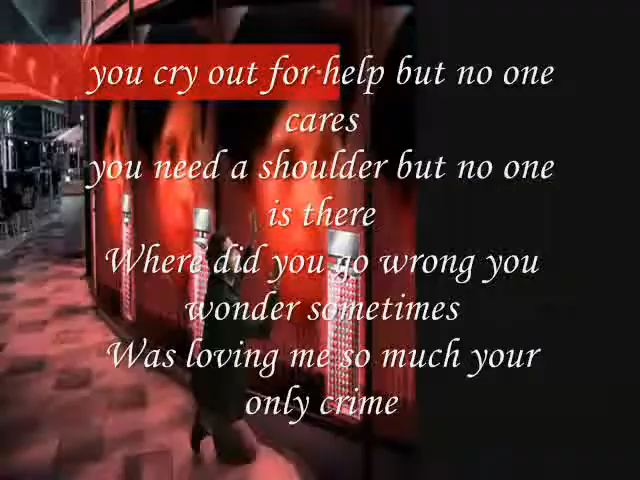 you cry out for help but no one
cares
you need a shoulder but no one
is there
Where did you go wrong you
wonder sometimes
Was loving me so much your
only crime